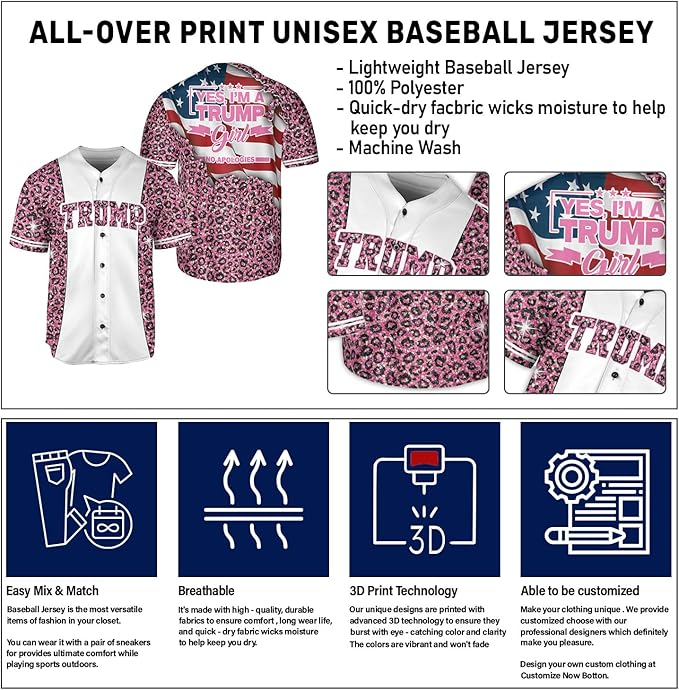 ALL-OVER PRINT UNISEX BASEBALL JERSEY
- Lightweight Baseball Jersey
- 100% Polyester
- Quick-dry facbric wicks moisture to help
keep you dry
- Machine Wash
YES, I'M A
TRUMP
Girl
NO APOLOGIES
TRUMP
TRUMP
YES, I'M A
TRUMP
Girl
TRUMP
3D
Easy Mix & Match
Baseball Jersey is the most versatile
items of fashion in your closet.
You can wear it with a pair of sneakers
for provides ultimate comfort while
playing sports outdoors.
Breathable
It's made with high - quality, durable
fabrics to ensure comfort , long wear life,
and quick - dry fabric wicks moisture
to help keep you dry.
3D Print Technology
Our unique designs are printed with
advanced 3D technology to ensure they
burst with eye - catching color and clarity
The colors are vibrant and won't fade
Able to be customized
Make your clothing unique . We provide
customized choose with our
professional designers which definitely
make you pleasure.
Design your own custom clothing at
Customize Now Botton.